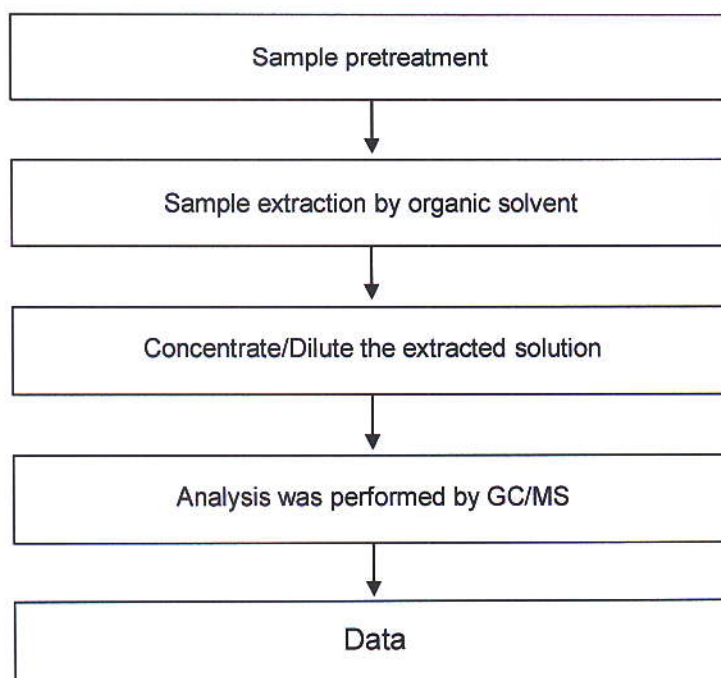 Sample pretreatment
Sample extraction by organic solvent
Concentrate/Dilute the extracted solution
Analysis was performed by GC/MS
Data